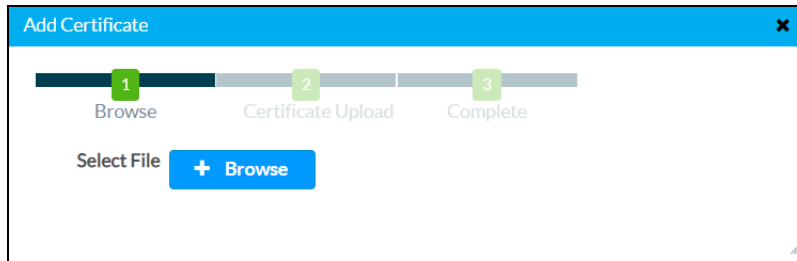 Add Certificate
1 2 3
Browse Certificate Upload Complete
Select File + Browse